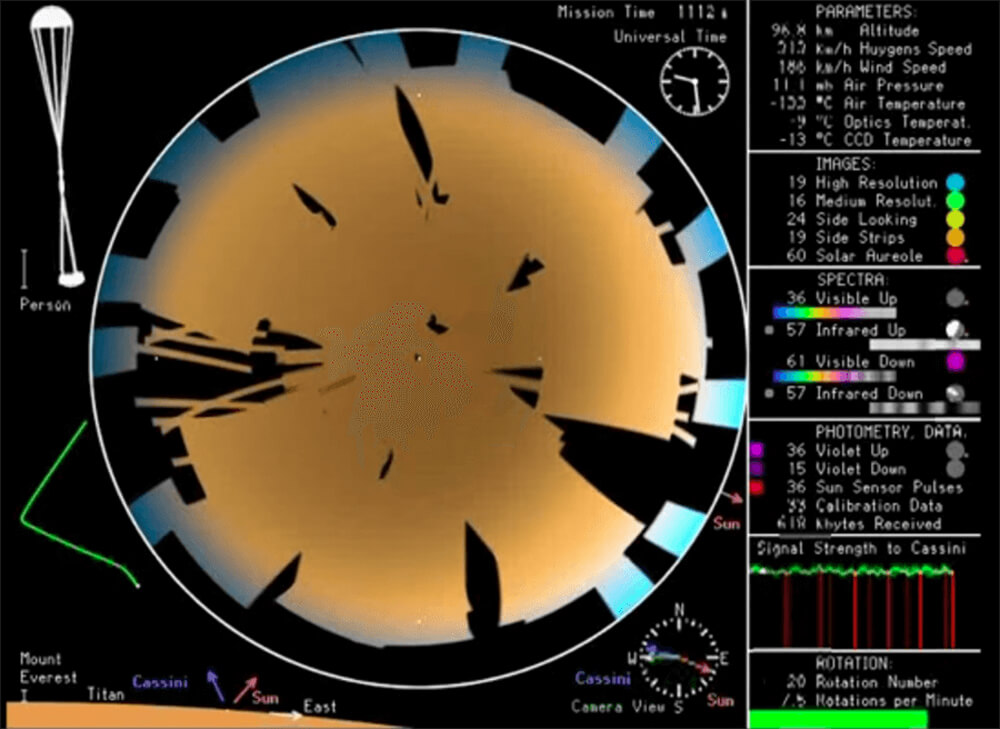 Mission Time 1112 s
Universal Time
Person
Sun
N
W E
Cassini
Camera View S
Sun
Mount
Everest
Titan
Cassini
Sun
East
PARAMETERS:
96.8 km Altitude
Km/h Huygens Speed
186 km/h Wind Speed
11.1 mb Air Pressure
°C Air Temperature
-9 °C Optics Temperat.
-13 °C CCD Temperature
IMAGES:
19 High Resolution
16 Medium Resolut.
24 Side Looking
19 Side Strips
60 Solar Aureole
SPECTRA:
36 Visible Up
57 Infrared Up
61 Visible Down
57 Infrared Down
PHOTOMETRY, DATA,
36 Violet Up
15 Violet Down
36 Sun Sensor Pulses
Calibration Data
618 Kbytes Received
Signal Strength to Cassini
ROTATION:
20 Rotation Number
7.5 Rotations per Minute